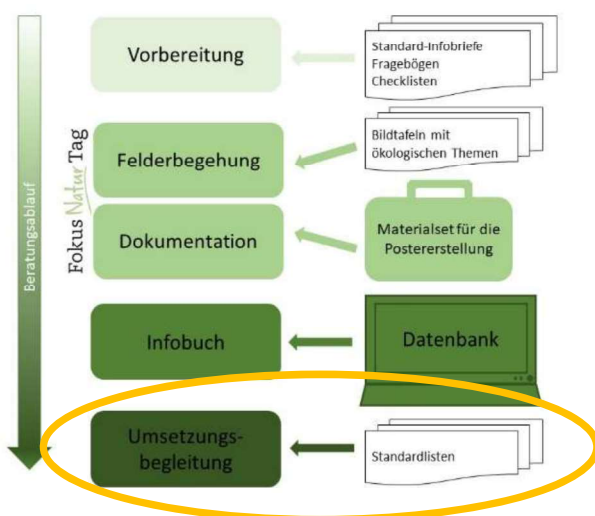 Beratungsablauf
Fokus Natur Tag
Vorbereitung
Standard-Infobriefe
Fragebögen
Checklisten
Felderbegehung
Bildtafeln mit
ökologischen Themen
Dokumentation
Materialset für die
Postererstellung
Infobuch
Datenbank
Umsetzungs-
begleitung
Standardlisten